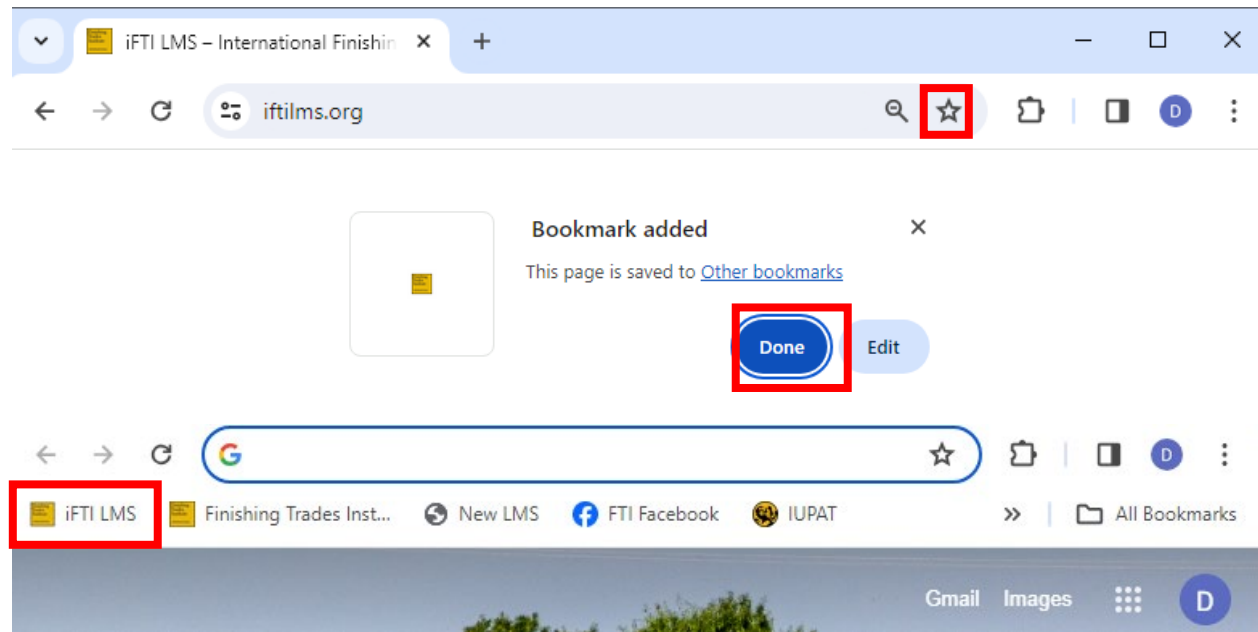 iFTI LMS – International Finishin
iftilms.org
D
Bookmark added
This page is saved to Other bookmarks
Done
Edit
G
D
iFTI LMS
Finishing Trades Inst...
New LMS
FTI Facebook
IUPAT
»
All Bookmarks
Gmail
Images
D